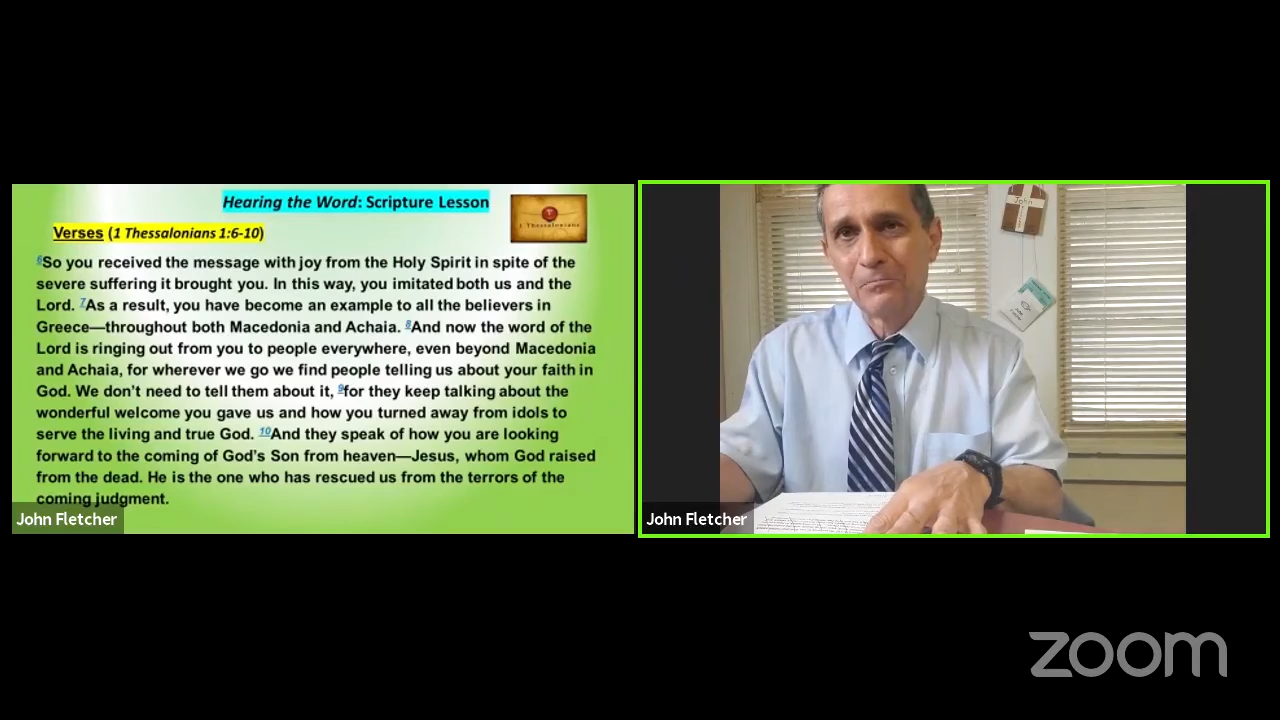 Hearing the Word: Scripture Lesson
1 Thessalonians
Verses (1 Thessalonians 1:6-10)
6So you received the message with joy from the Holy Spirit in spite of the
severe suffering it brought you. In this way, you imitated both us and the
Lord. 7As a result, you have become an example to all the believers in
Greece—throughout both Macedonia and Achaia. 8And now the word of the
Lord is ringing out from you to people everywhere, even beyond Macedonia
and Achaia, for wherever we go we find people telling us about your faith in
God. We don't need to tell them about it, 9for they keep talking about the
wonderful welcome you gave us and how you turned away from idols to
serve the living and true God. 10And they speak of how you are looking
forward to the coming of God's Son from heaven—Jesus, whom God raised
from the dead. He is the one who has rescued us from the terrors of the
coming judgment.
John Fletcher
John
John Fletcher
zoom